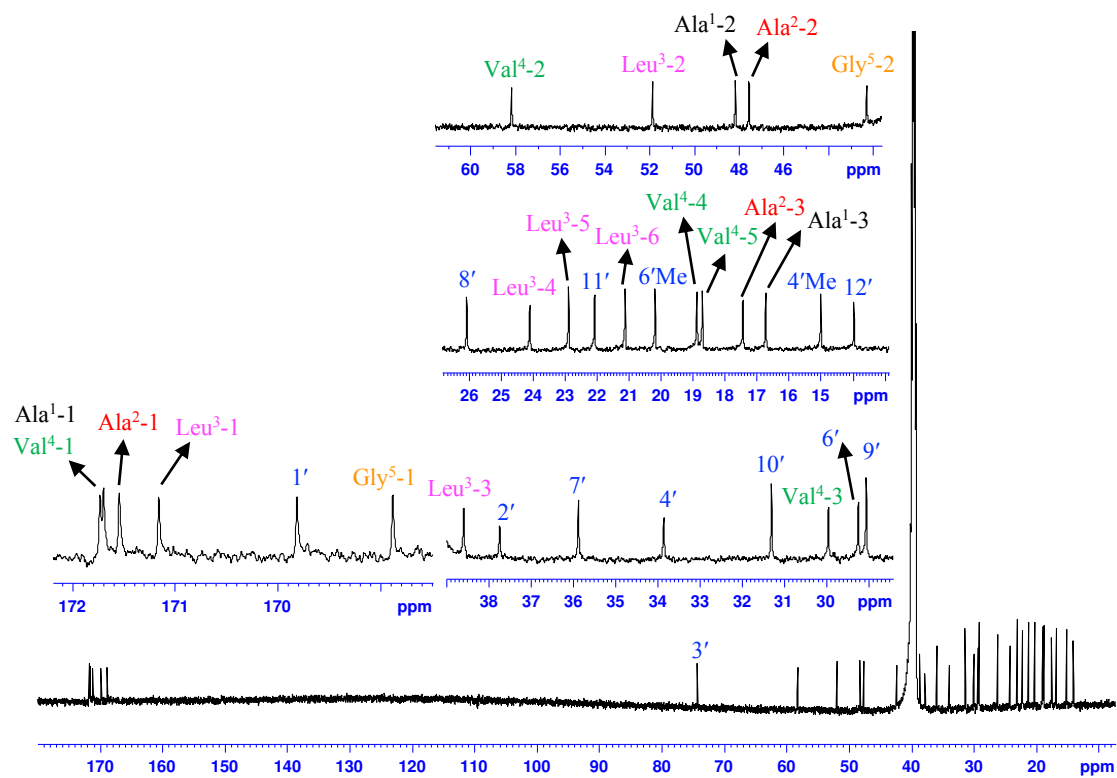 Ala¹-2 Ala²-2
Val⁴-2 Leu³-2 Gly⁵-2
60 58 56 54 52 50 48 46 ppm
Val⁴-4 Ala²-3
Leu³-5 Leu³-6 Val⁴-5 Ala¹-3
8′ Leu³-4 11′ 6′Me 4′Me 12′
26 25 24 23 22 21 20 19 18 17 16 15 ppm
Ala¹-1 Ala²-1 Leu³-1
Val⁴-1
1′ Gly⁵-1
172 171 170 ppm
Leu³-3 2′ 7′ 4′ 10′ Val⁴-3 6′ 9′
38 37 36 35 34 33 32 31 30 ppm
3′
170 160 150 140 130 120 110 100 90 80 70 60 50 40 30 20 ppm